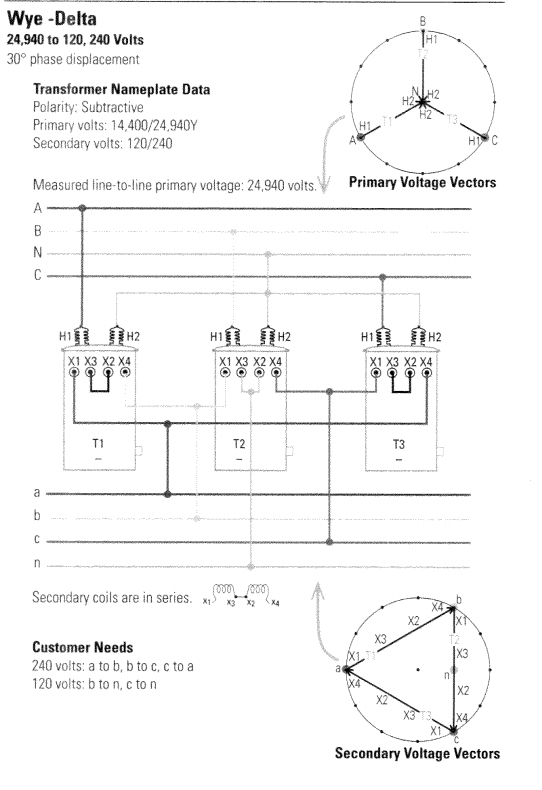 Wye -Delta
24,940 to 120, 240 Volts
30° phase displacement
Transformer Nameplate Data
Polarity: Subtractive
Primary volts: 14,400/24,940Y
Secondary volts: 120/240
B
H1
T2
N
H2
H2
H2
H1
T1
T3
H1
A
C
Primary Voltage Vectors
Measured line-to-line primary voltage: 24,940 volts.
A
B
N
C
H1 H2 H1 H2 H1 H2
X1 X3 X2 X4 X1 X3 X2 X4 X1 X3 X2 X4
T1 T2 T3
a
b
c
n
Secondary coils are in series.
X1 X3 X2 X4
Customer Needs
240 volts: a to b, b to c, c to a
120 volts: b to n, c to n
b
X4
X1
X2
T2
X3
X3
X1
T1
a
n
X4
X2
X2
X3
T3
X4
X1
c
Secondary Voltage Vectors